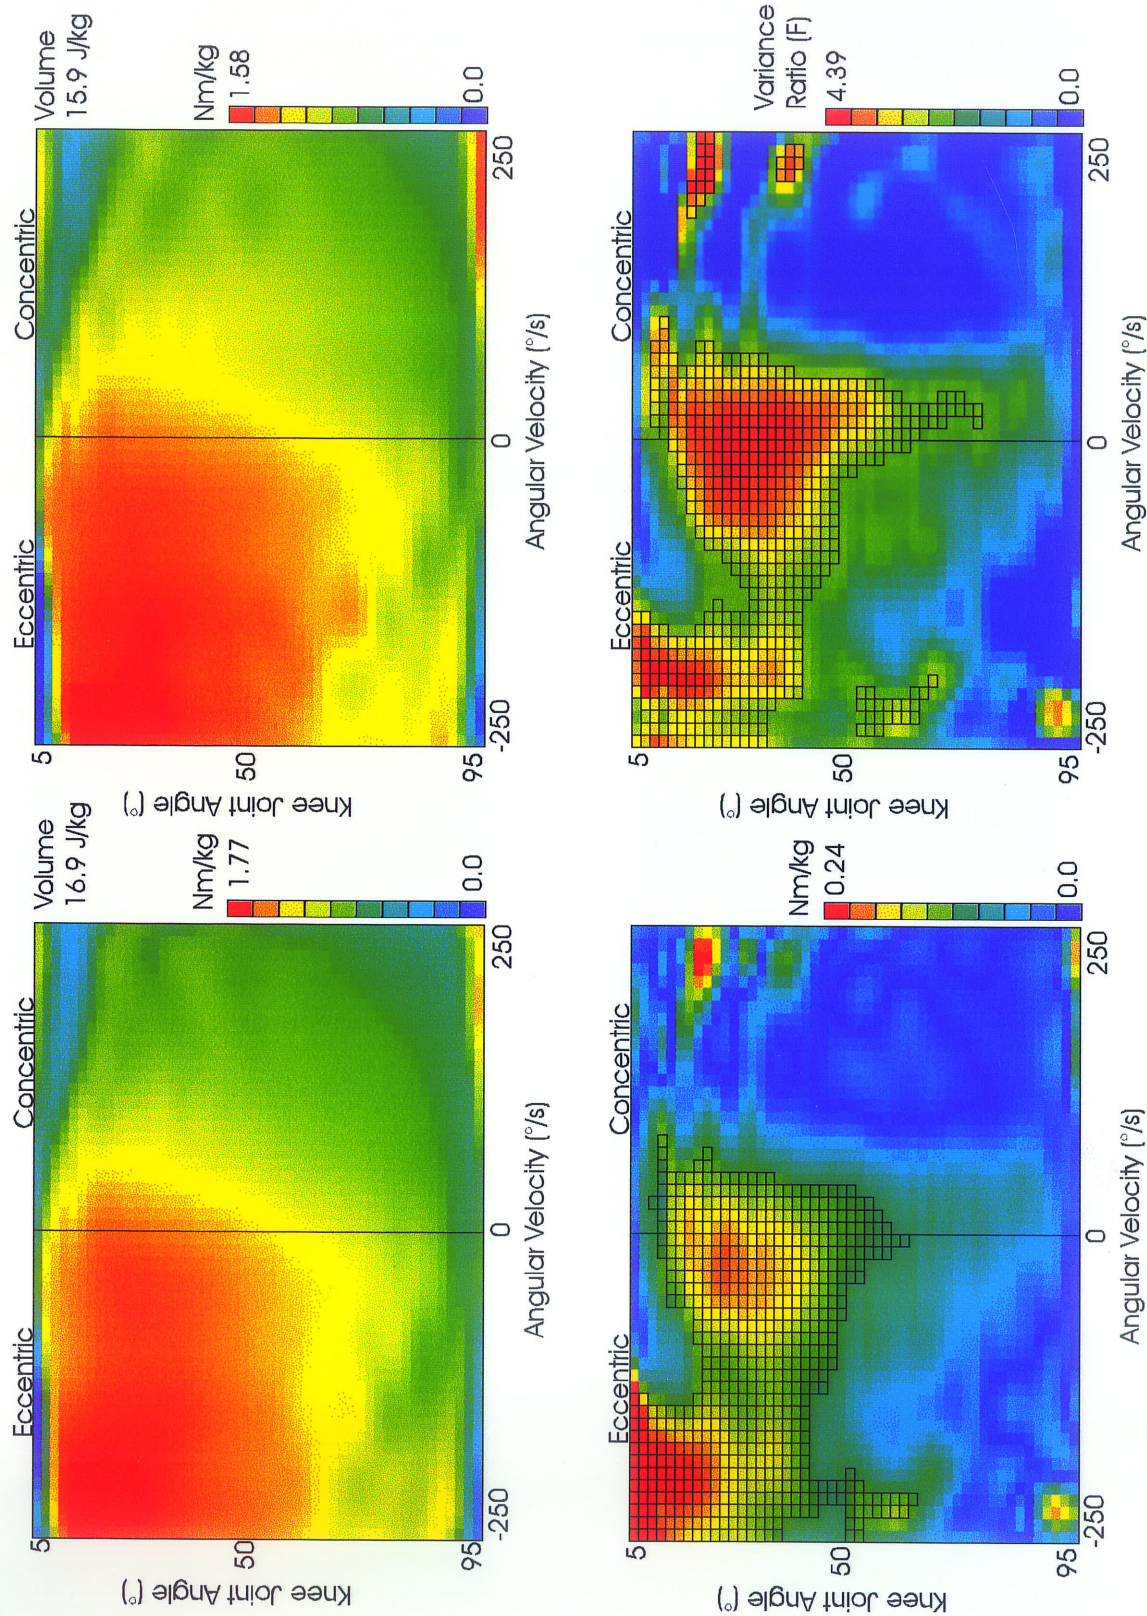 Eccentric
Concentric
Volume
16.9 J/kg
Nm/kg
1.77
0.0
5
50
95
Knee Joint Angle (°)
-250
0
250
Angular Velocity (°/s)
Eccentric
Concentric
Volume
15.9 J/kg
Nm/kg
1.58
0.0
5
50
95
Knee Joint Angle (°)
-250
0
250
Angular Velocity (°/s)
Eccentric
Concentric
Nm/kg
0.24
0.0
5
50
95
Knee Joint Angle (°)
-250
0
250
Angular Velocity (°/s)
Eccentric
Concentric
Variance
Ratio (F)
4.39
0.0
5
50
95
Knee Joint Angle (°)
-250
0
250
Angular Velocity (°/s)